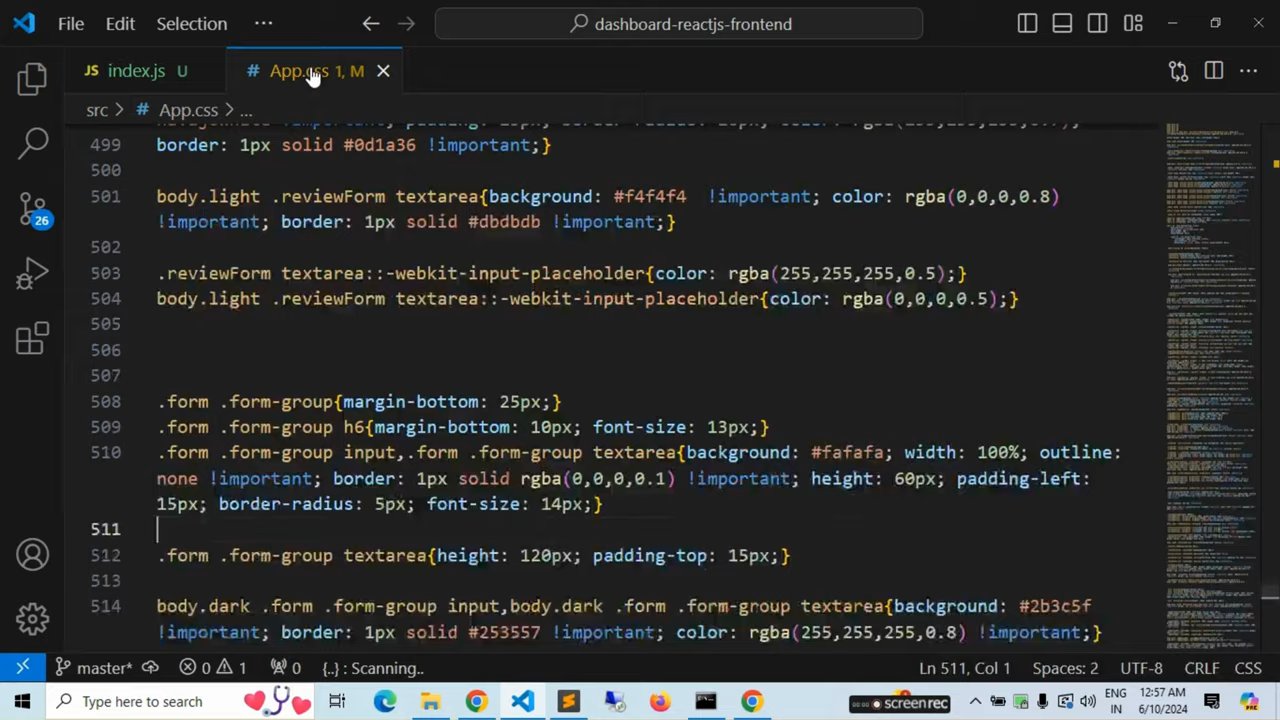 File Edit Selection ··· dashboard-reactjs-frontend
JS index.js U # App.css 1, M
src > # App.css > ...
499 border: 1px solid #0d1a36 !important;}
500
501 body.light .reviewForm textarea{background: #f4f4f4 !important; color: rgba(0,0,0,0.8)
!important; border: 1px solid !important;}
502
503 .reviewForm textarea::-webkit-input-placeholder{color: rgba(255,255,255,0.5);}
504 body.light .reviewForm textarea::-webkit-input-placeholder{color: rgba(0,0,0,0.5);}
505
506
507
508 .form .form-group{margin-bottom: 25px;}
509 .form .form-group h6{margin-bottom: 10px; font-size: 13px;}
510 .form .form-group input,.form .form-group textarea{background: #fafafa; width: 100%; outline:
none !important; border: 1px solid rgba(0,0,0,0.1) !important; height: 60px; padding-left:
15px; border-radius: 5px; font-size: 14px;}
511
512 .form .form-group textarea{height: 120px; padding-top: 15px;}
513
514 body.dark .form .form-group input,body.dark .form .form-group textarea{background: #2b3c5f
!important; border: 1px solid !important; color: rgba(255,255,255,0.8) !important;}
26
master* 0 1 0 {..} : Scanning.. Ln 511, Col 1 Spaces: 2 UTF-8 CRLF CSS
Type here to search screen rec ENG IN 12:57 AM 6/10/2024